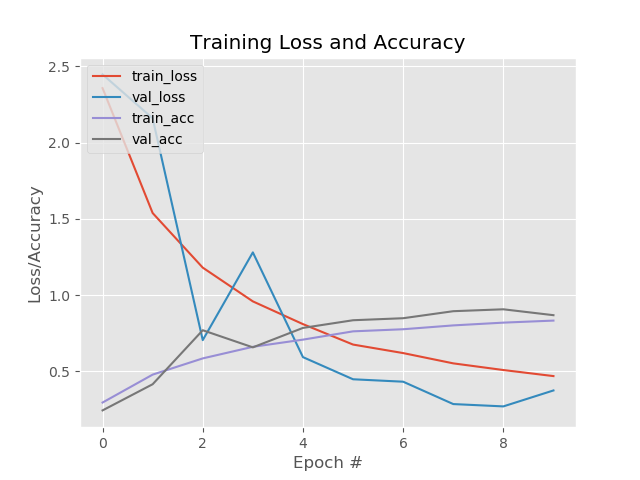 Training Loss and Accuracy
train_loss
val_loss
train_acc
val_acc
2.5
2.0
1.5
1.0
0.5
Loss/Accuracy
0 2 4 6 8
Epoch #